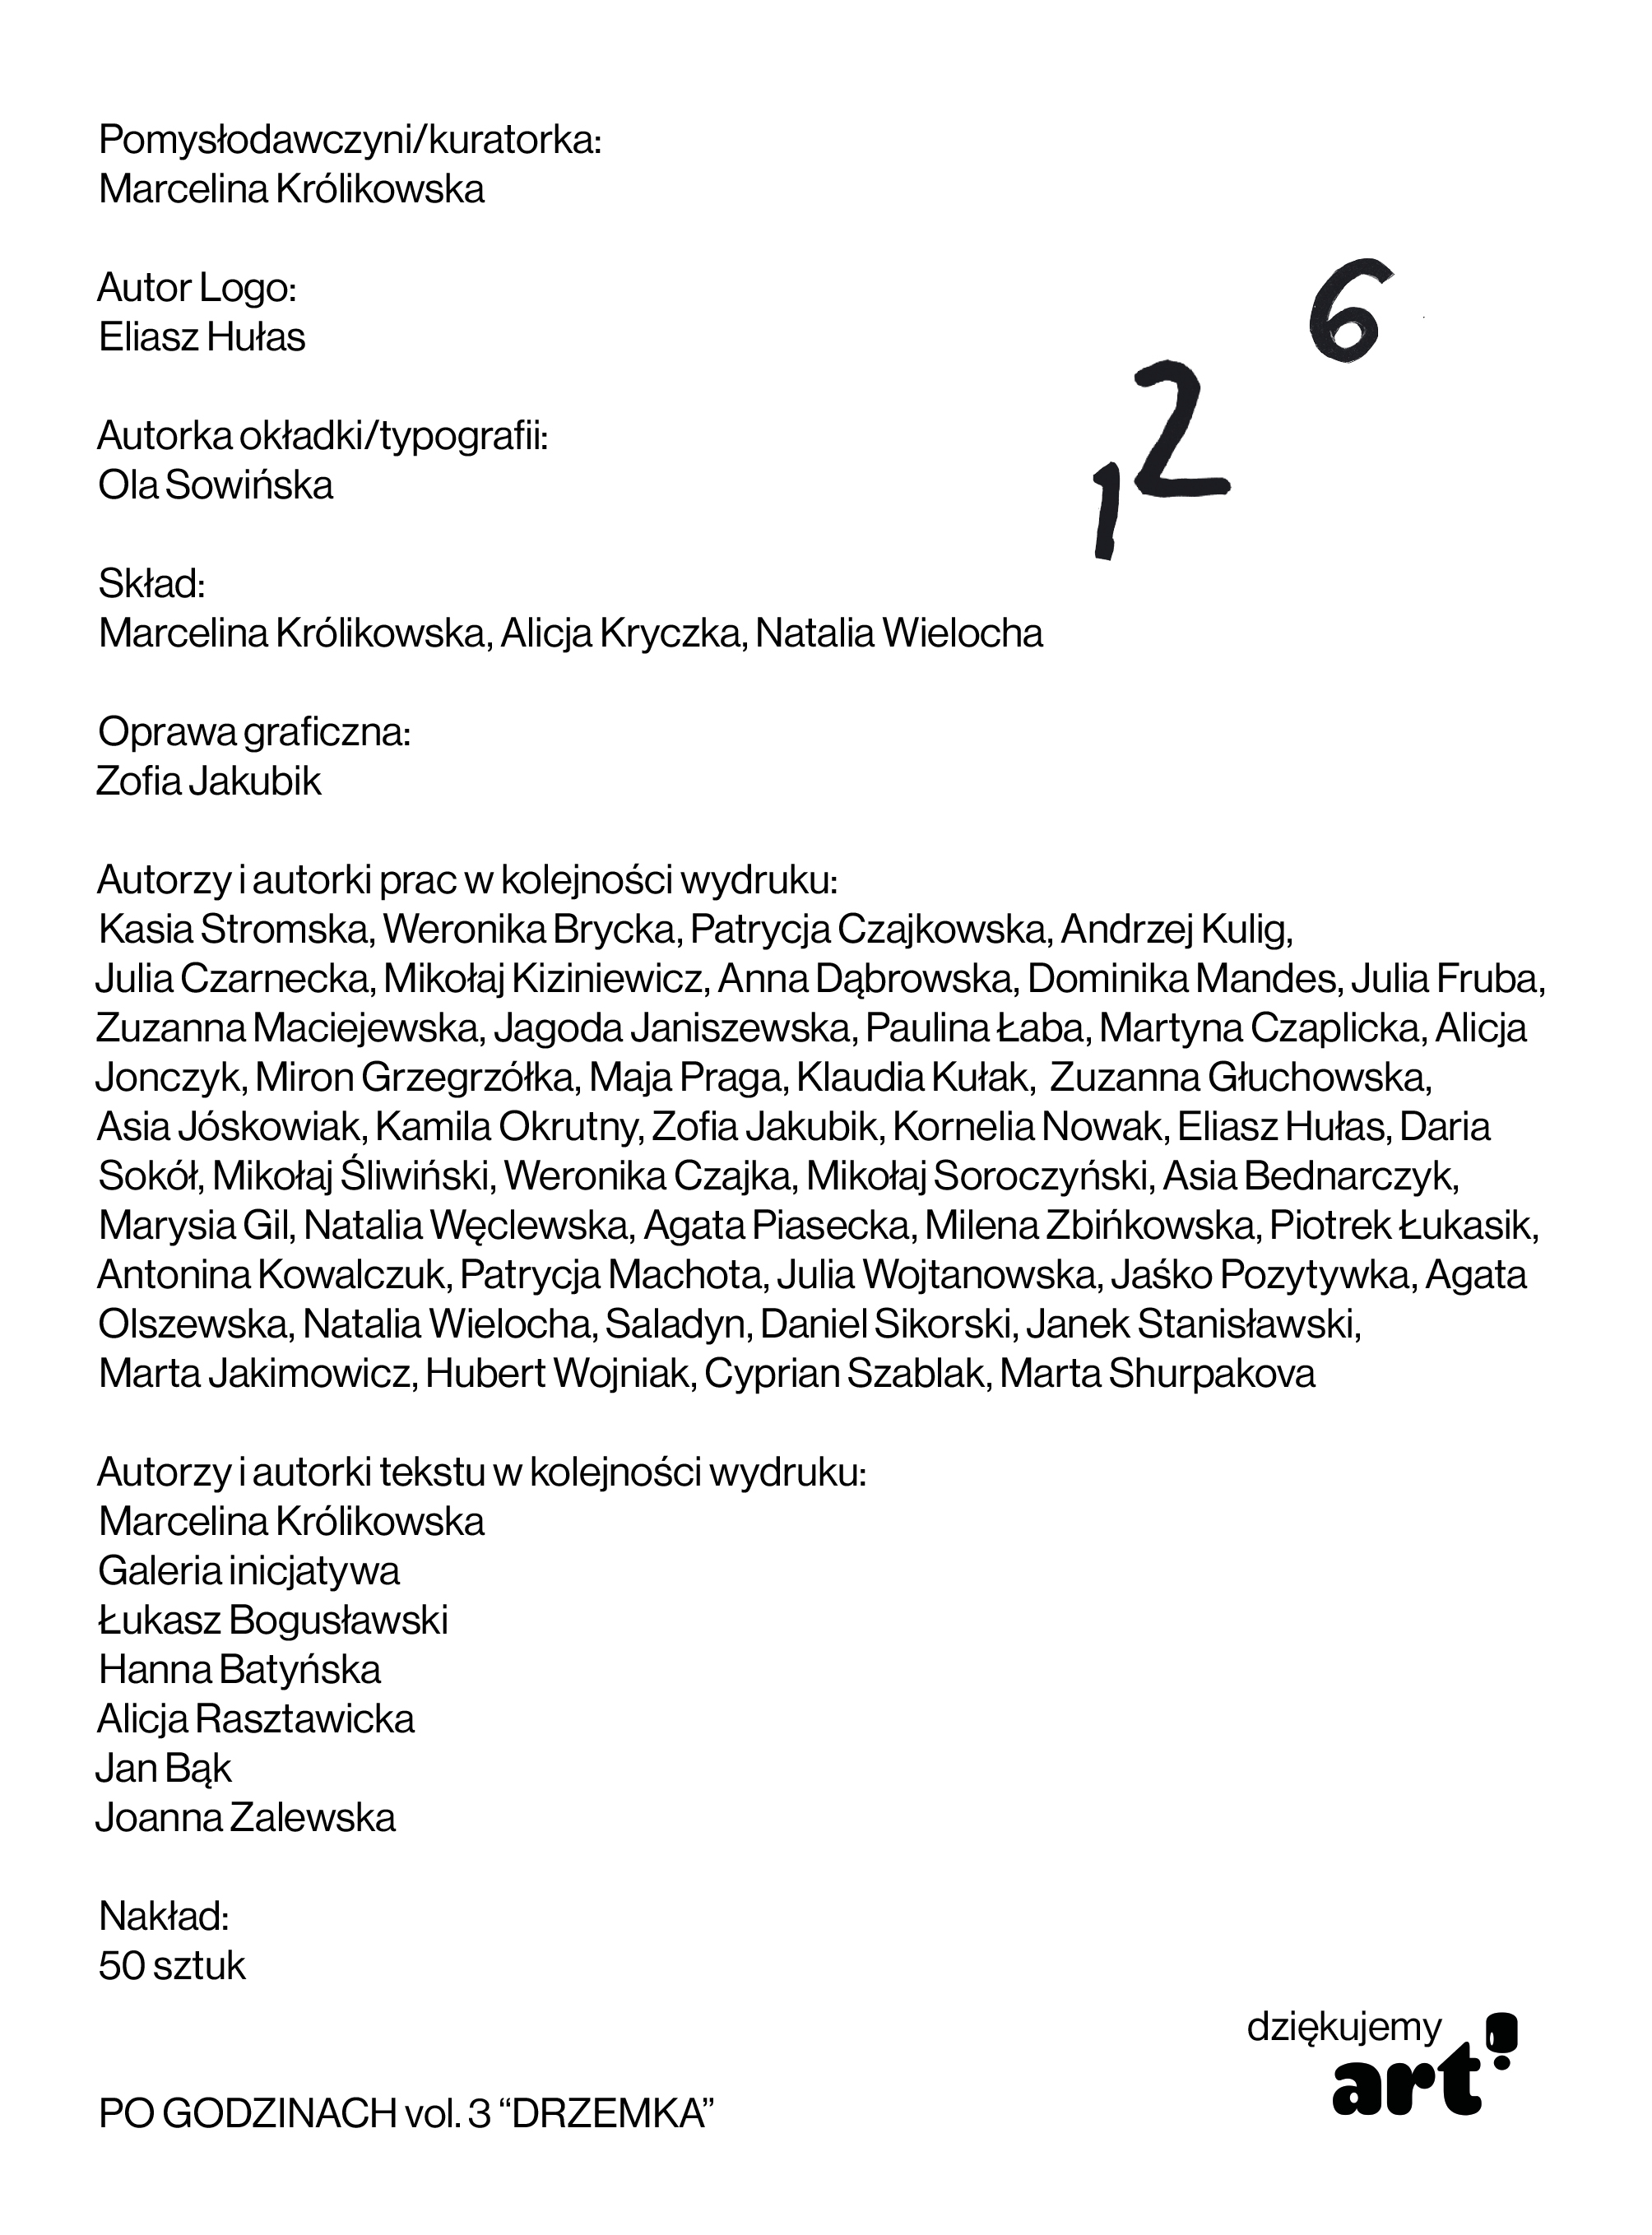 Pomysłodawczyni/kuratorka:
Marcelina Królikowska
Autor Logo:
Eliasz Hułas
6
2
1
Autorka okładki/typografii:
Ola Sowińska
Skład:
Marcelina Królikowska, Alicja Kryczka, Natalia Wielocha
Oprawa graficzna:
Zofia Jakubik
Autorzy i autorki prac w kolejności wydruku:
Kasia Stromska, Weronika Brycka, Patrycja Czajkowska, Andrzej Kulig,
Julia Czarnecka, Mikołaj Kiziniewicz, Anna Dąbrowska, Dominika Mandes, Julia Fruba,
Zuzanna Maciejewska, Jagoda Janiszewska, Paulina Łaba, Martyna Czaplicka, Alicja
Jonczyk, Miron Grzegrzółka, Maja Praga, Klaudia Kułak, Zuzanna Głuchowska,
Asia Jóskowiak, Kamila Okrutny, Zofia Jakubik, Kornelia Nowak, Eliasz Hułas, Daria
Sokół, Mikołaj Śliwiński, Weronika Czajka, Mikołaj Soroczyński, Asia Bednarczyk,
Marysia Gil, Natalia Węclewska, Agata Piasecka, Milena Zbińkowska, Piotrek Łukasik,
Antonina Kowalczuk, Patrycja Machota, Julia Wojtanowska, Jaśko Pozytywka, Agata
Olszewska, Natalia Wielocha, Saladyn, Daniel Sikorski, Janek Stanisławski,
Marta Jakimowicz, Hubert Wojniak, Cyprian Szablak, Marta Shurpakova
Autorzy i autorki tekstu w kolejności wydruku:
Marcelina Królikowska
Galeria inicjatywa
Łukasz Bogusławski
Hanna Batyńska
Alicja Rasztawicka
Jan Bąk
Joanna Zalewska
Nakład:
50 sztuk
dziękujemy
art!
PO GODZINACH vol. 3 “DRZEMKA”